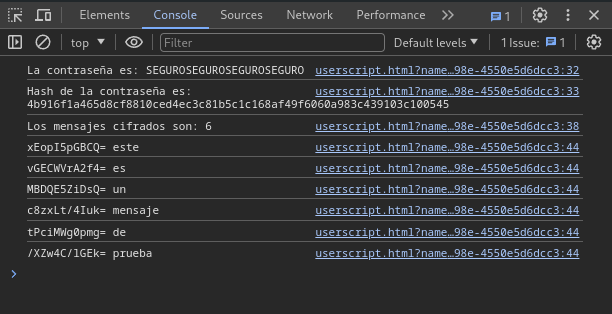 Elements Console Sources Network Performance 1
top Filter Default levels 1 Issue: 1
La contraseña es: SEGUROSEGUROSEGUROSEGURO userscript.html?name…98e-4550e5d6dcc3:32
Hash de la contraseña es: userscript.html?name…98e-4550e5d6dcc3:33
4b916f1a465d8cf8810ced4ec3c81b5c1c168af49f6060a983c439103c100545
Los mensajes cifrados son: 6 userscript.html?name…98e-4550e5d6dcc3:38
xEopI5pGBCQ= este userscript.html?name…98e-4550e5d6dcc3:44
vGECWVrA2f4= es userscript.html?name…98e-4550e5d6dcc3:44
MBDQE5ZiDsQ= un userscript.html?name…98e-4550e5d6dcc3:44
c8zxLt/4Iuk= mensaje userscript.html?name…98e-4550e5d6dcc3:44
tPciMWg0pmg= de userscript.html?name…98e-4550e5d6dcc3:44
/XZw4C/lGEk= prueba userscript.html?name…98e-4550e5d6dcc3:44